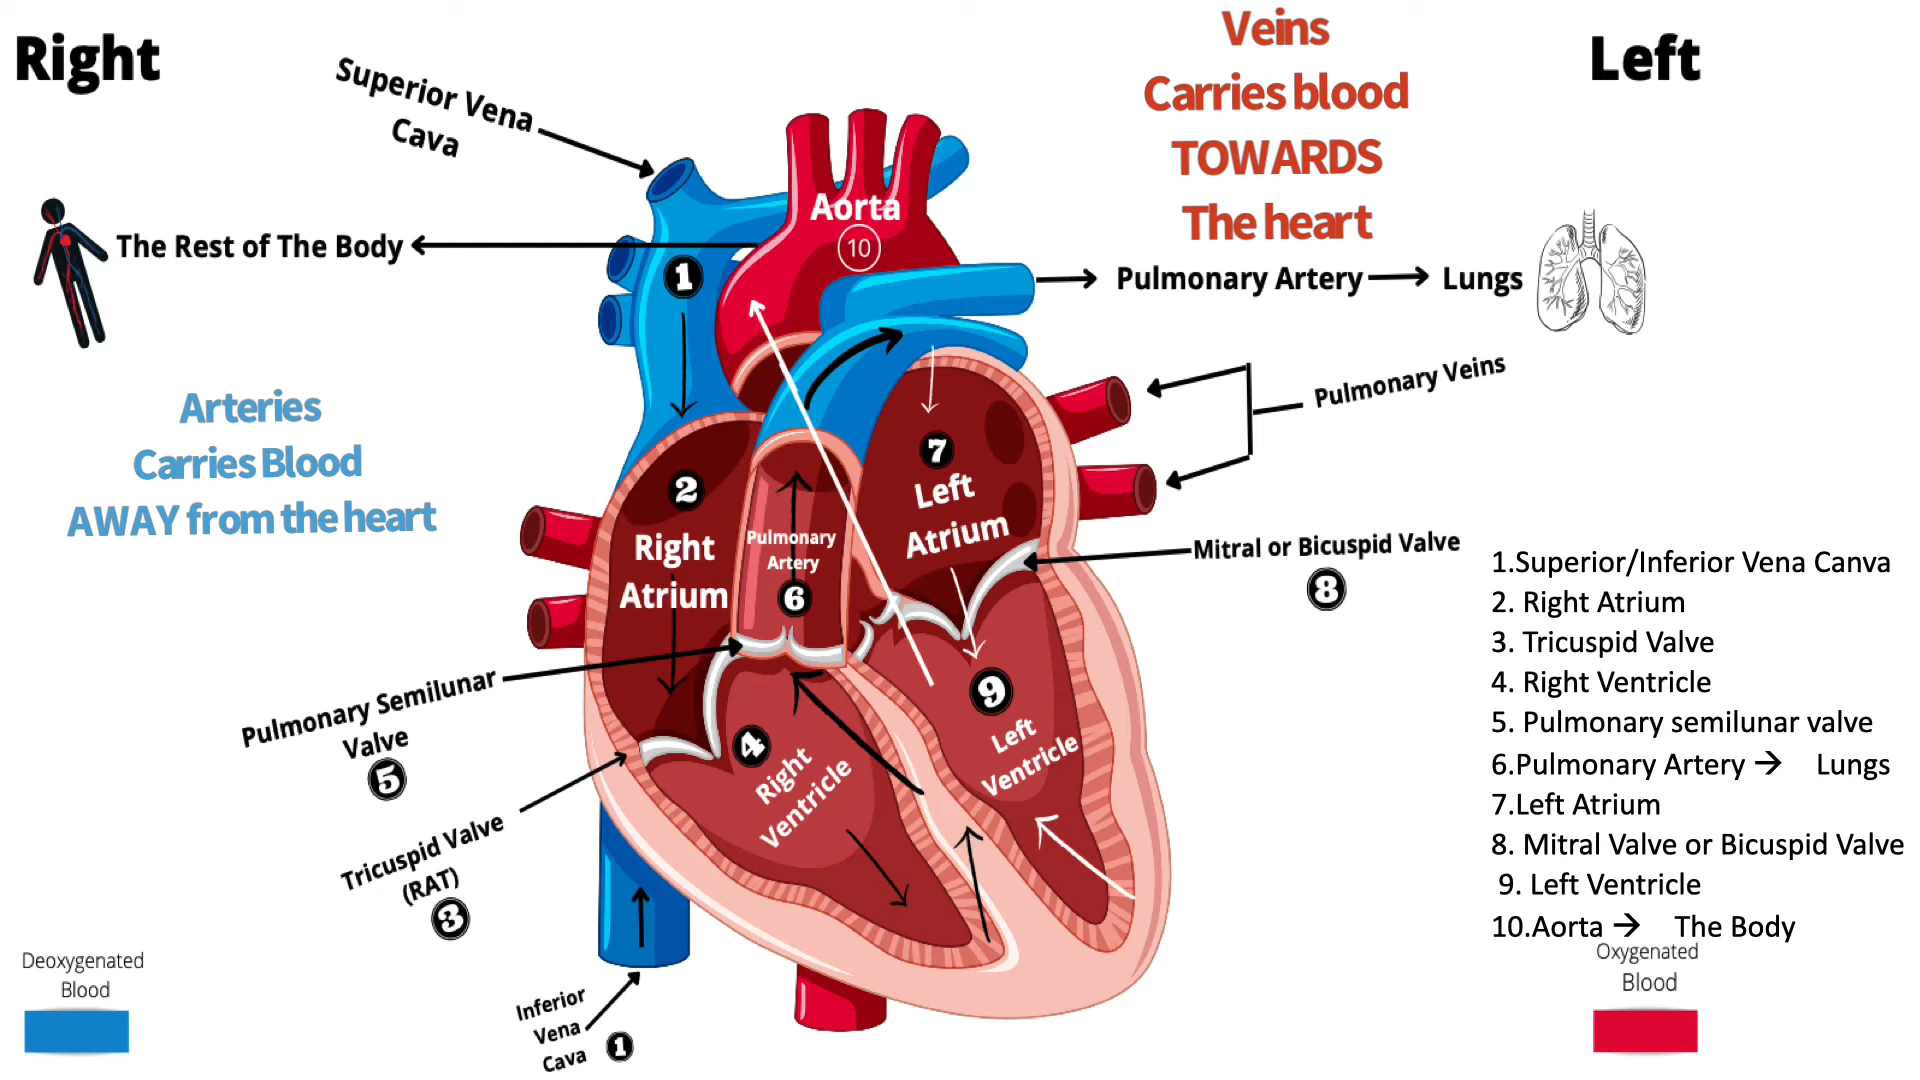 Right
Superior Vena
Cava
Veins
Carries blood
TOWARDS
The heart
Left
Aorta
10
The Rest of The Body
1
Pulmonary Artery
Lungs
Pulmonary Veins
Arteries
Carries Blood
AWAY from the heart
2
Right
Atrium
Pulmonary
Artery
6
7
Left
Atrium
Mitral or Bicuspid Valve
8
Pulmonary Semilunar
Valve
5
4
Right
Ventricle
9
Left
Ventricle
Tricuspid Valve
(RAT)
3
Inferior
Vena
Cava
1
1.Superior/Inferior Vena Canva
2. Right Atrium
3. Tricuspid Valve
4. Right Ventricle
5. Pulmonary semilunar valve
6.Pulmonary Artery → Lungs
7.Left Atrium
8. Mitral Valve or Bicuspid Valve
9. Left Ventricle
10.Aorta → The Body
Deoxygenated
Blood
Oxygenated
Blood